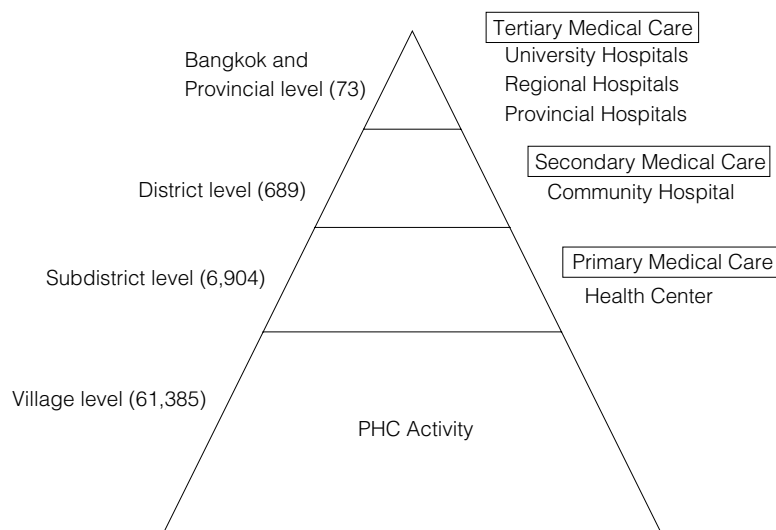 Tertiary Medical Care
University Hospitals
Regional Hospitals
Provincial Hospitals
Bangkok and
Provincial level (73)
Secondary Medical Care
Community Hospital
District level (689)
Primary Medical Care
Health Center
Subdistrict level (6,904)
Village level (61,385)
PHC Activity